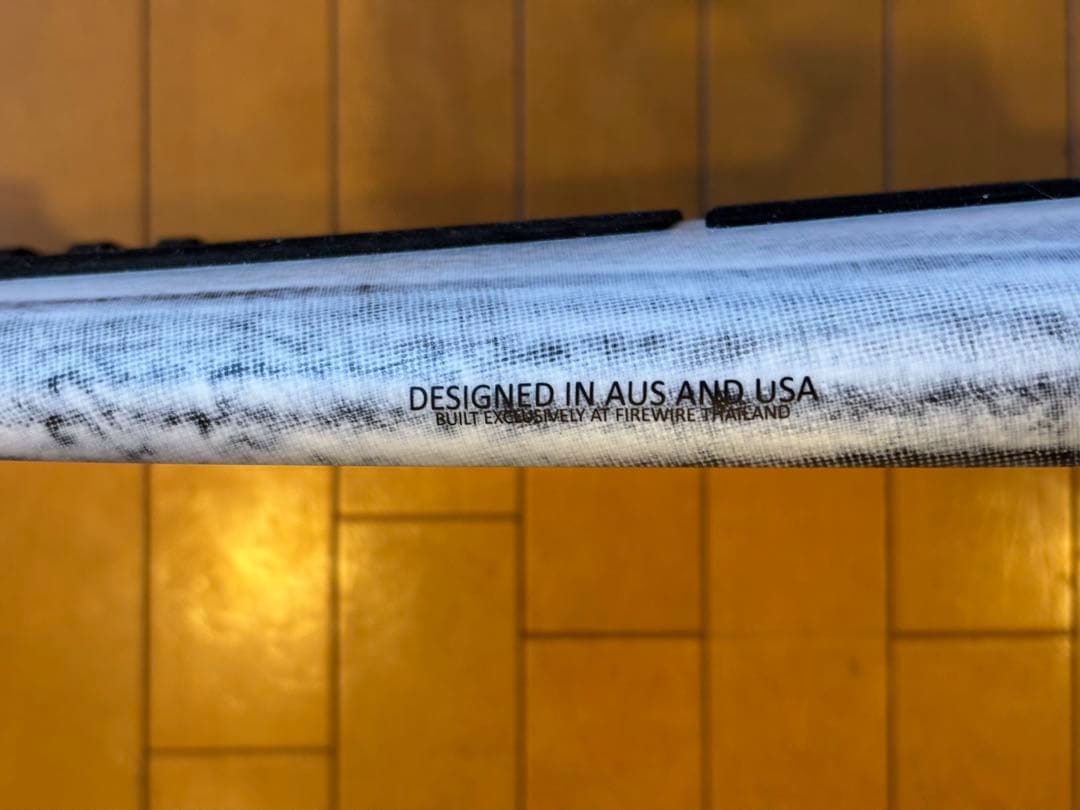 DESIGNED IN AUS AND USA
BUILT EXCLUSIVELY AT FIREWIRE THAILAND